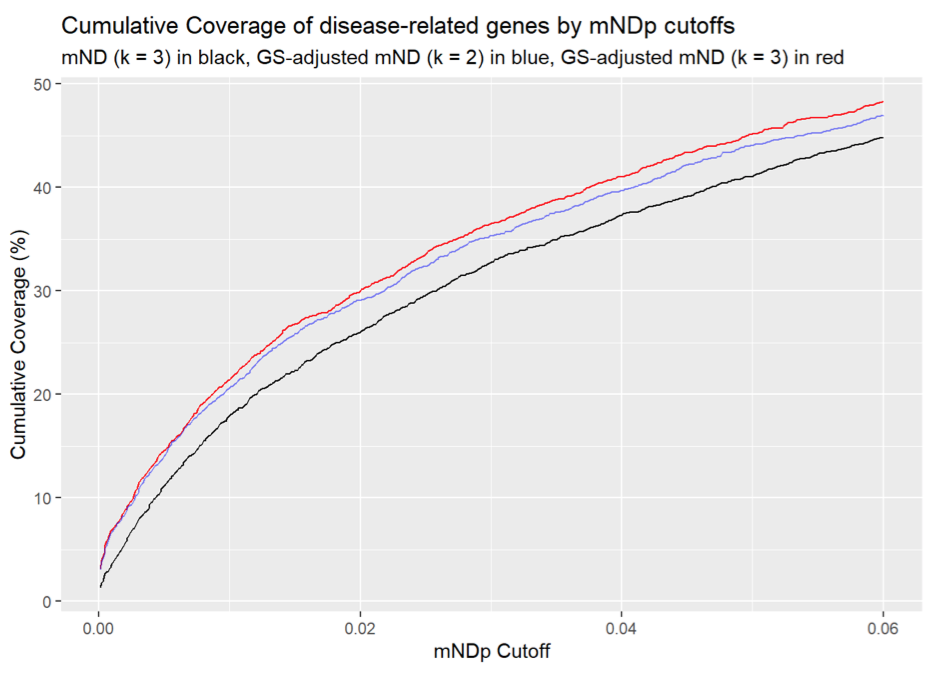 Cumulative Coverage of disease-related genes by mNDp cutoffs
mND (k = 3) in black, GS-adjusted mND (k = 2) in blue, GS-adjusted mND (k = 3) in red
Cumulative Coverage (%)
50
40
30
20
10
0
0.00 0.02 0.04 0.06
mNDp Cutoff